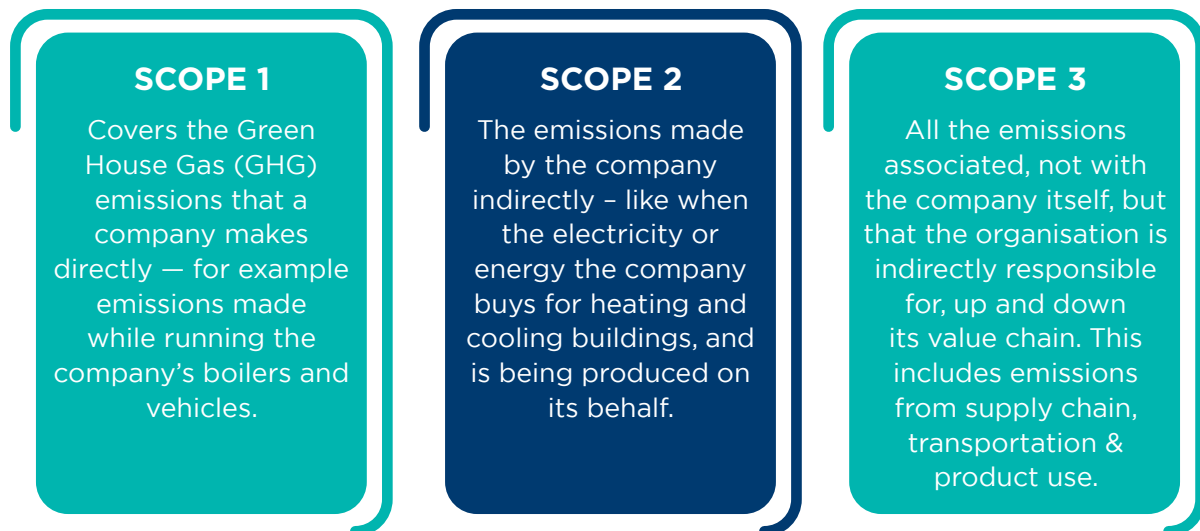 SCOPE 1
Covers the Green
House Gas (GHG)
emissions that a
company makes
directly — for example
emissions made
while running the
company’s boilers and
vehicles.
SCOPE 2
The emissions made
by the company
indirectly – like when
the electricity or
energy the company
buys for heating and
cooling buildings, and
is being produced on
its behalf.
SCOPE 3
All the emissions
associated, not with
the company itself, but
that the organisation is
indirectly responsible
for, up and down
its value chain. This
includes emissions
from supply chain,
transportation &
product use.